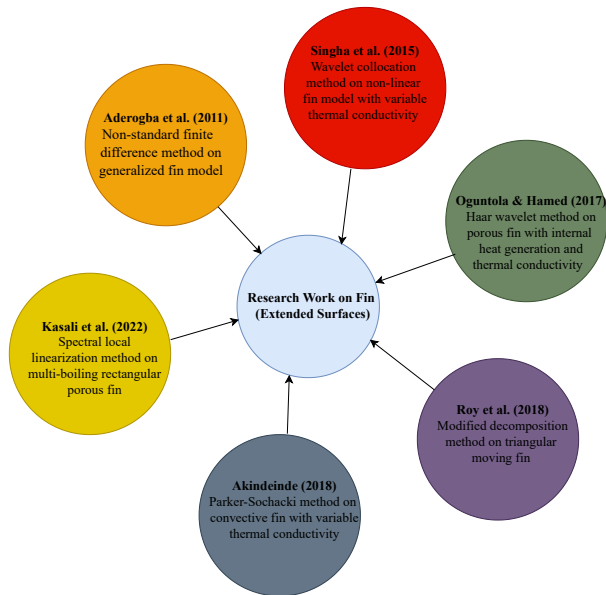 Singha et al. (2015)
Wavelet collocation
method on non-linear
fin model with variable
thermal conductivity
Aderogba et al. (2011)
Non-standard finite
difference method on
generalized fin model
Oguntola & Hamed (2017)
Haar wavelet method on
porous fin with internal
heat generation and
thermal conductivity
Research Work on Fin
(Extended Surfaces)
Kasali et al. (2022)
Spectral local
linearization method on
multi-boiling rectangular
porous fin
Roy et al. (2018)
Modified decomposition
method on triangular
moving fin
Akindeinde (2018)
Parker-Sochacki method on
convective fin with variable
thermal conductivity